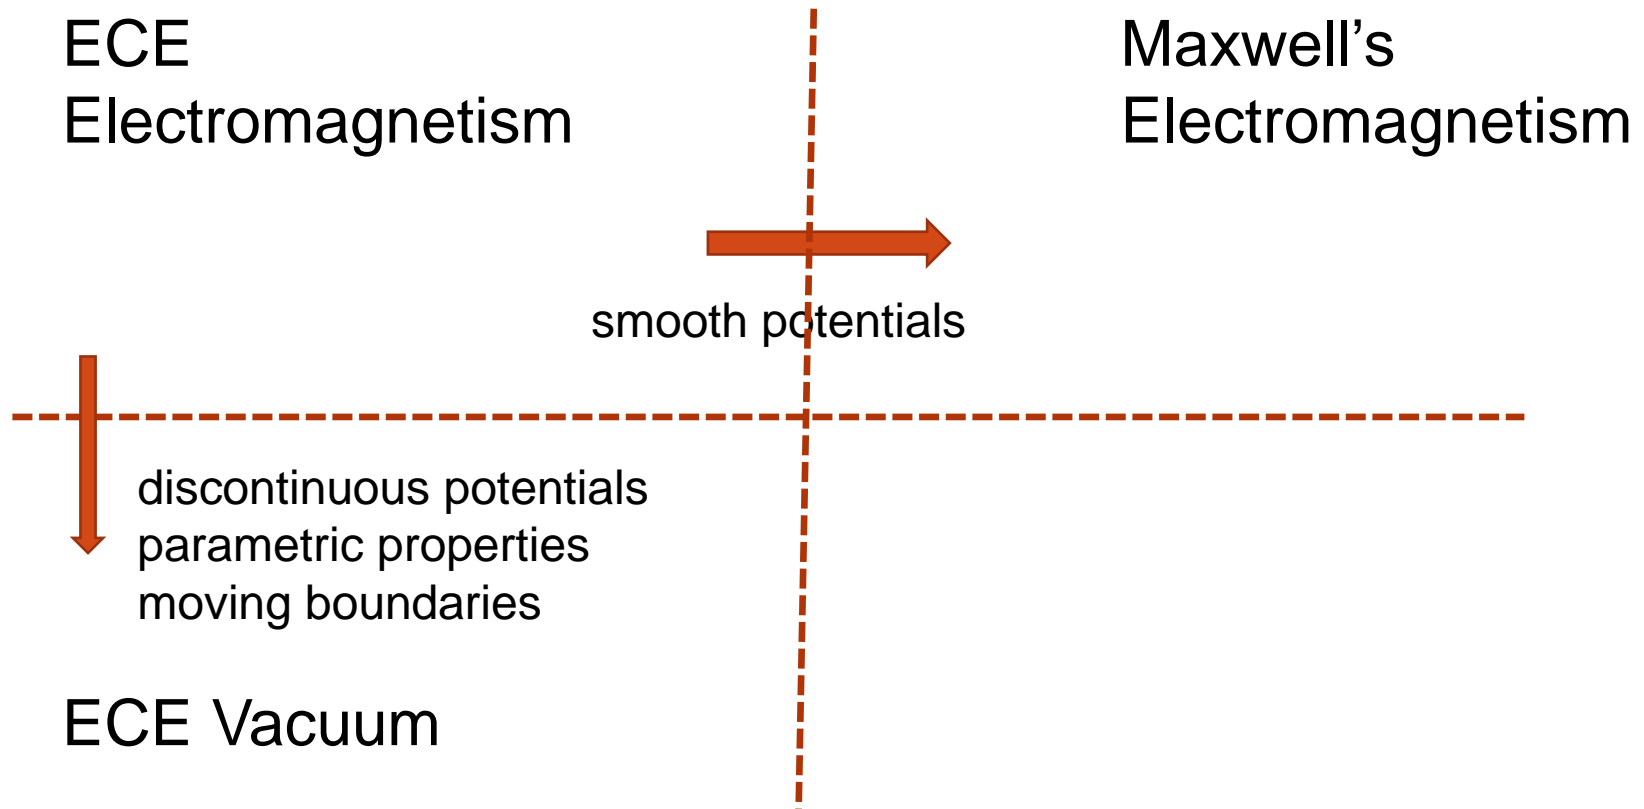 ECE
Electromagnetism
Maxwell’s
Electromagnetism
smooth potentials
discontinuous potentials
parametric properties
moving boundaries
ECE Vacuum